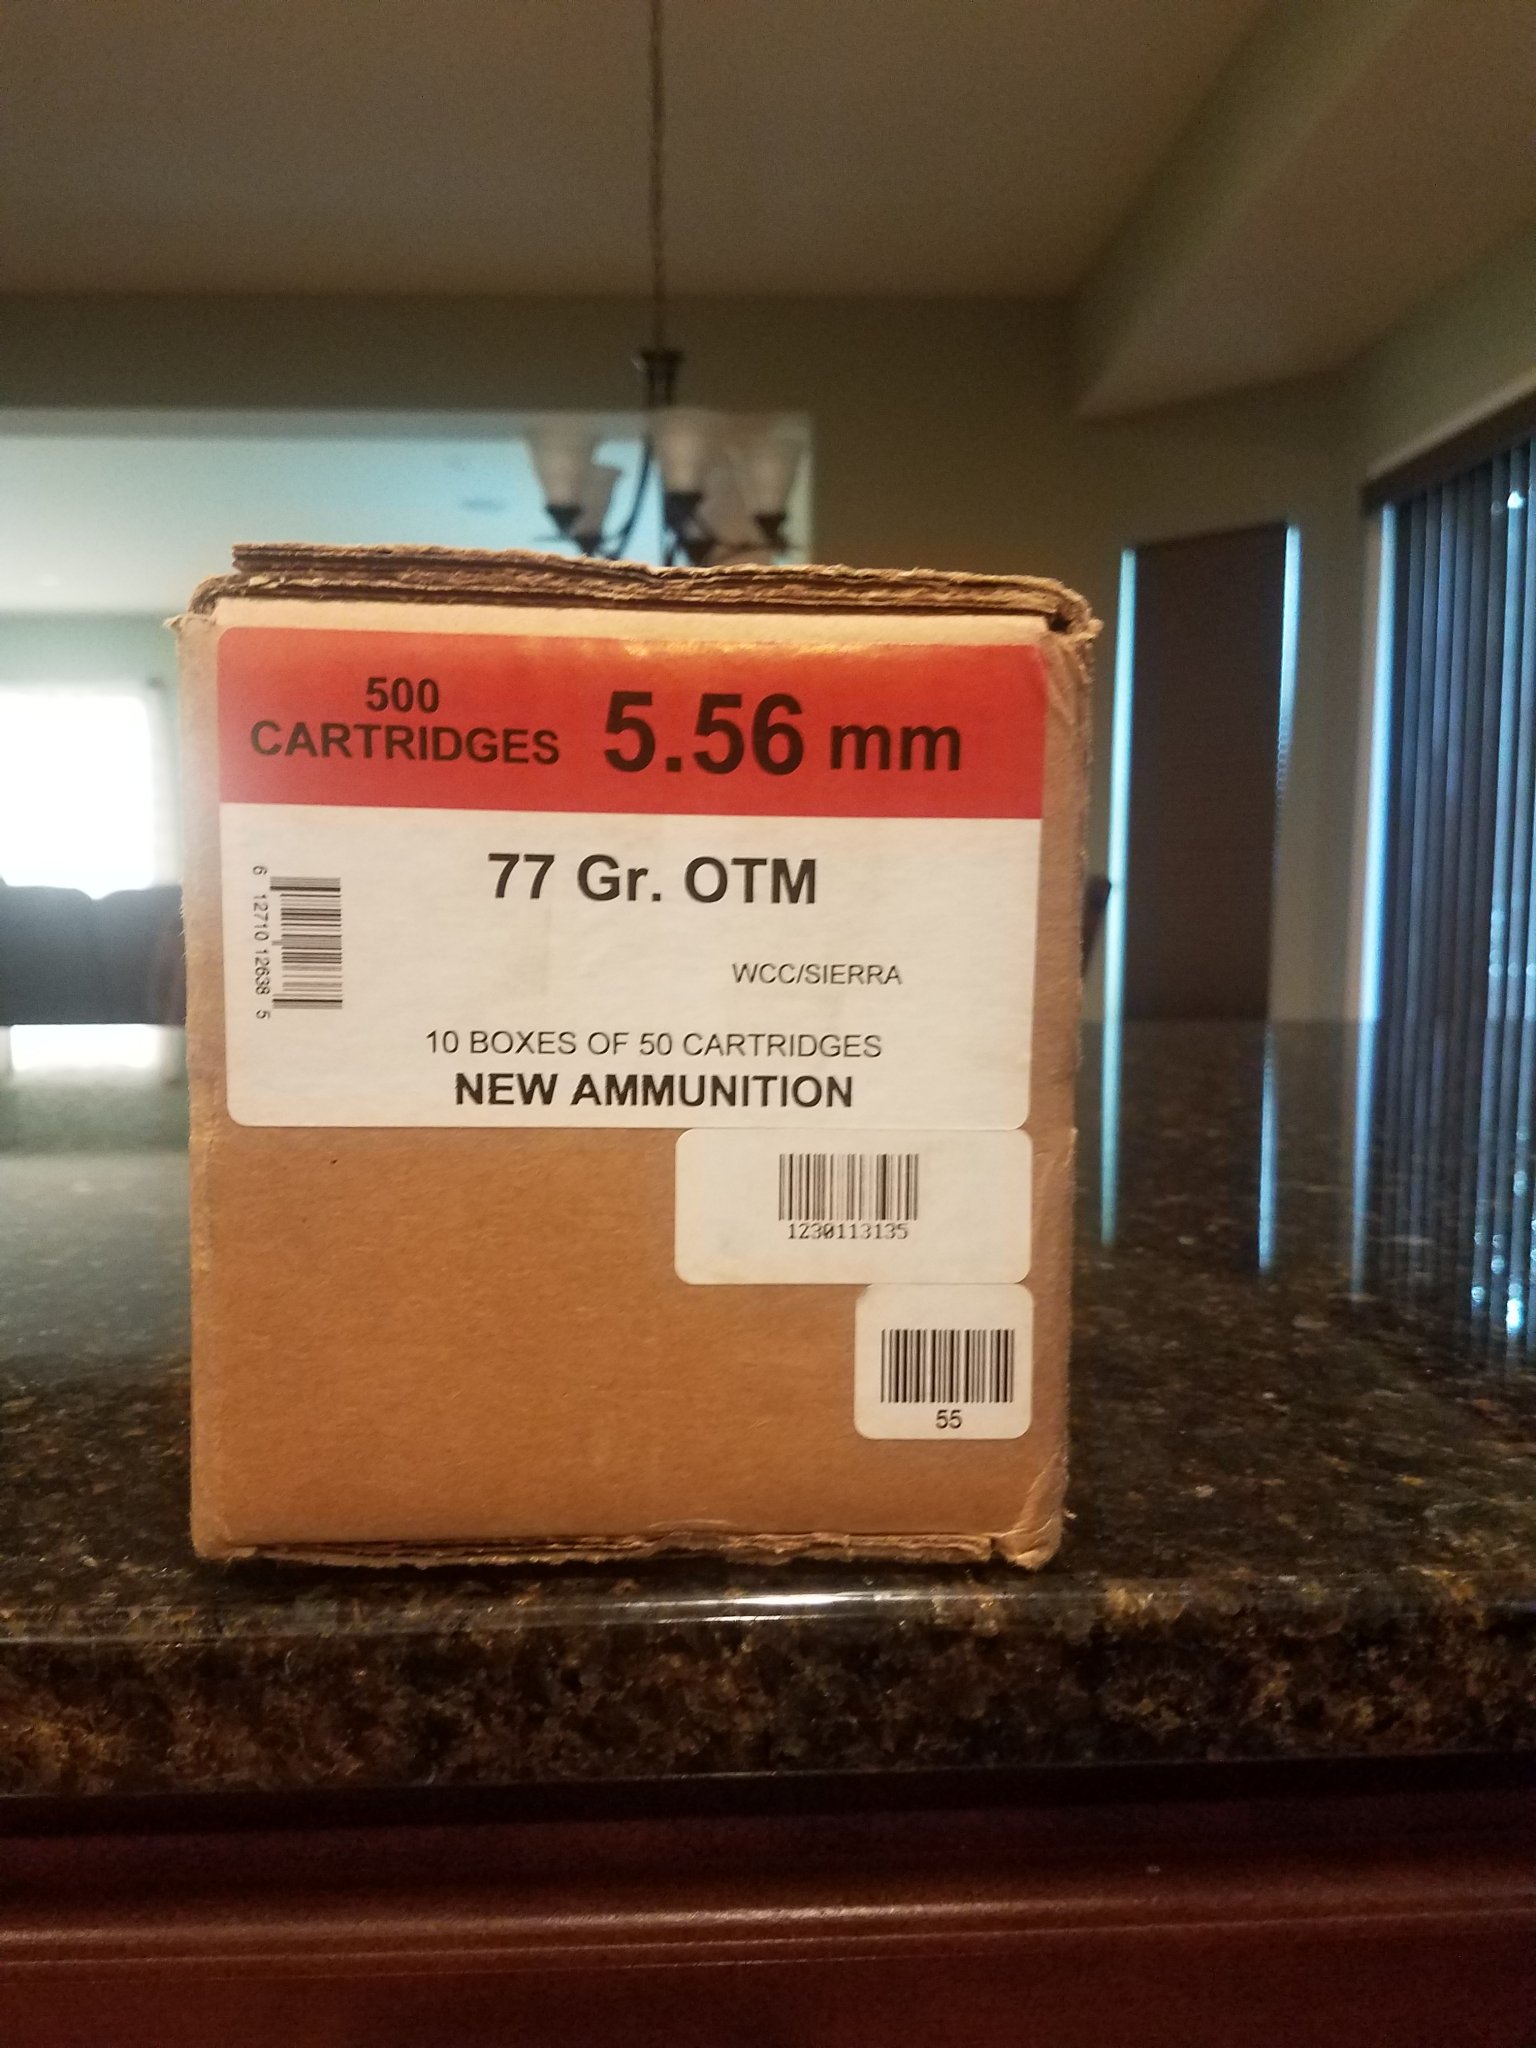 500
CARTRIDGES 5.56 mm
77 Gr. OTM
6 12710 12638 5
WCC/SIERRA
10 BOXES OF 50 CARTRIDGES
NEW AMMUNITION
1230113135
55